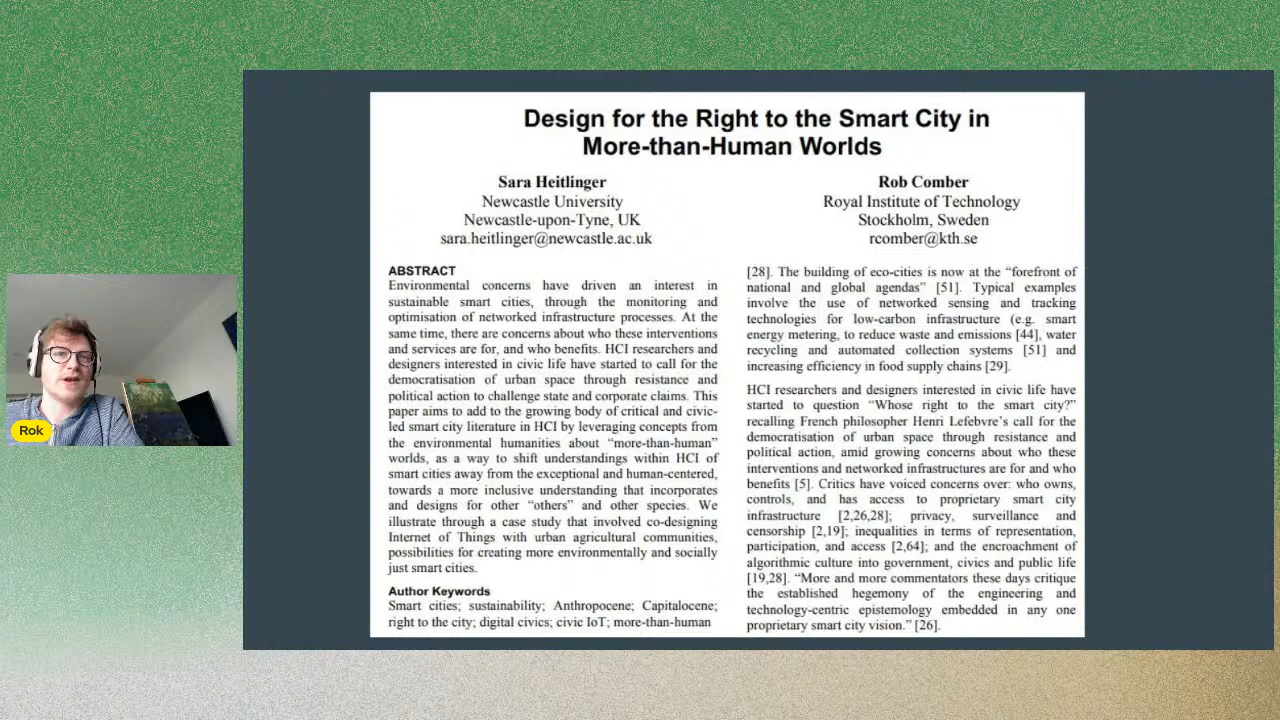 Design for the Right to the Smart City in
More-than-Human Worlds
Sara Heitlinger
Newcastle University
Newcastle-upon-Tyne, UK
sara.heitlinger@newcastle.ac.uk
Rob Comber
Royal Institute of Technology
Stockholm, Sweden
rcomber@kth.se
ABSTRACT
Environmental concerns have driven an interest in
sustainable smart cities, through the monitoring and
optimisation of networked infrastructure processes. At the
same time, there are concerns about who these interventions
and services are for, and who benefits. HCI researchers and
designers interested in civic life have started to call for the
democratisation of urban space through resistance and
political action to challenge state and corporate claims. This
paper aims to add to the growing body of critical and civic-
led smart city literature in HCI by leveraging concepts from
the environmental humanities about “more-than-human”
worlds, as a way to shift understandings within HCI of
smart cities away from the exceptional and human-centered,
towards a more inclusive understanding that incorporates
and designs for other “others” and other species. We
illustrate through a case study that involved co-designing
Internet of Things with urban agricultural communities,
possibilities for creating more environmentally and socially
just smart cities.
Author Keywords
Smart cities; sustainability; Anthropocene; Capitalocene;
right to the city; digital civics; civic IoT; more-than-human
[28]. The building of eco-cities is now at the “forefront of
national and global agendas” [51]. Typical examples
involve the use of networked sensing and tracking
technologies for low-carbon infrastructure (e.g. smart
energy metering, to reduce waste and emissions [44], water
recycling and automated collection systems [51] and
increasing efficiency in food supply chains [29].
HCI researchers and designers interested in civic life have
started to question “Whose right to the smart city?”
recalling French philosopher Henri Lefebvre’s call for the
democratisation of urban space through resistance and
political action, amid growing concerns about who these
interventions and networked infrastructures are for and who
benefits [5]. Critics have voiced concerns over: who owns,
controls, and has access to proprietary smart city
infrastructure [2,26,28]; privacy, surveillance and
censorship [2,19]; inequalities in terms of representation,
participation, and access [2,64]; and the encroachment of
algorithmic culture into government, civics and public life
[19,28]. “More and more commentators these days critique
the established hegemony of the engineering and
technology-centric epistemology embedded in any one
proprietary smart city vision.” [26].
Rok